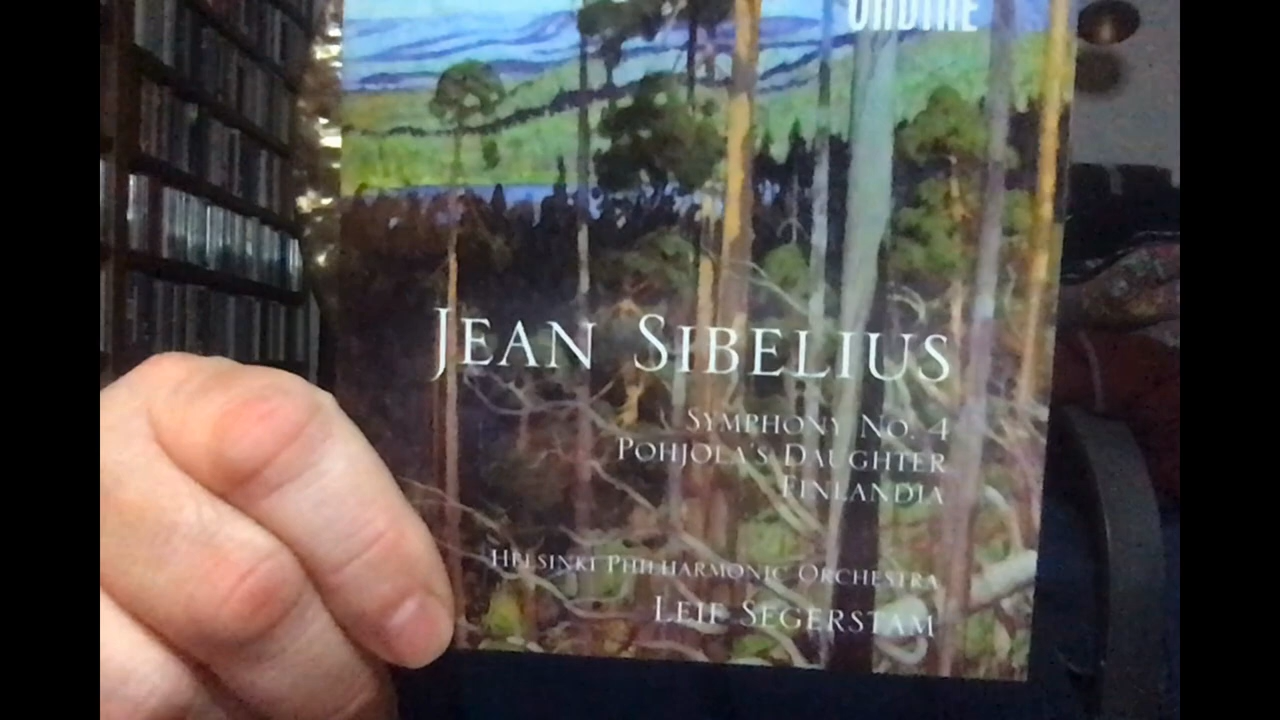 ONDINE
JEAN SIBELIUS
SYMPHONY NO. 4
POHJOLA'S DAUGHTER
FINLANDIA
HELSINKI PHILHARMONIC ORCHESTRA
LEIF SEGERSTAM